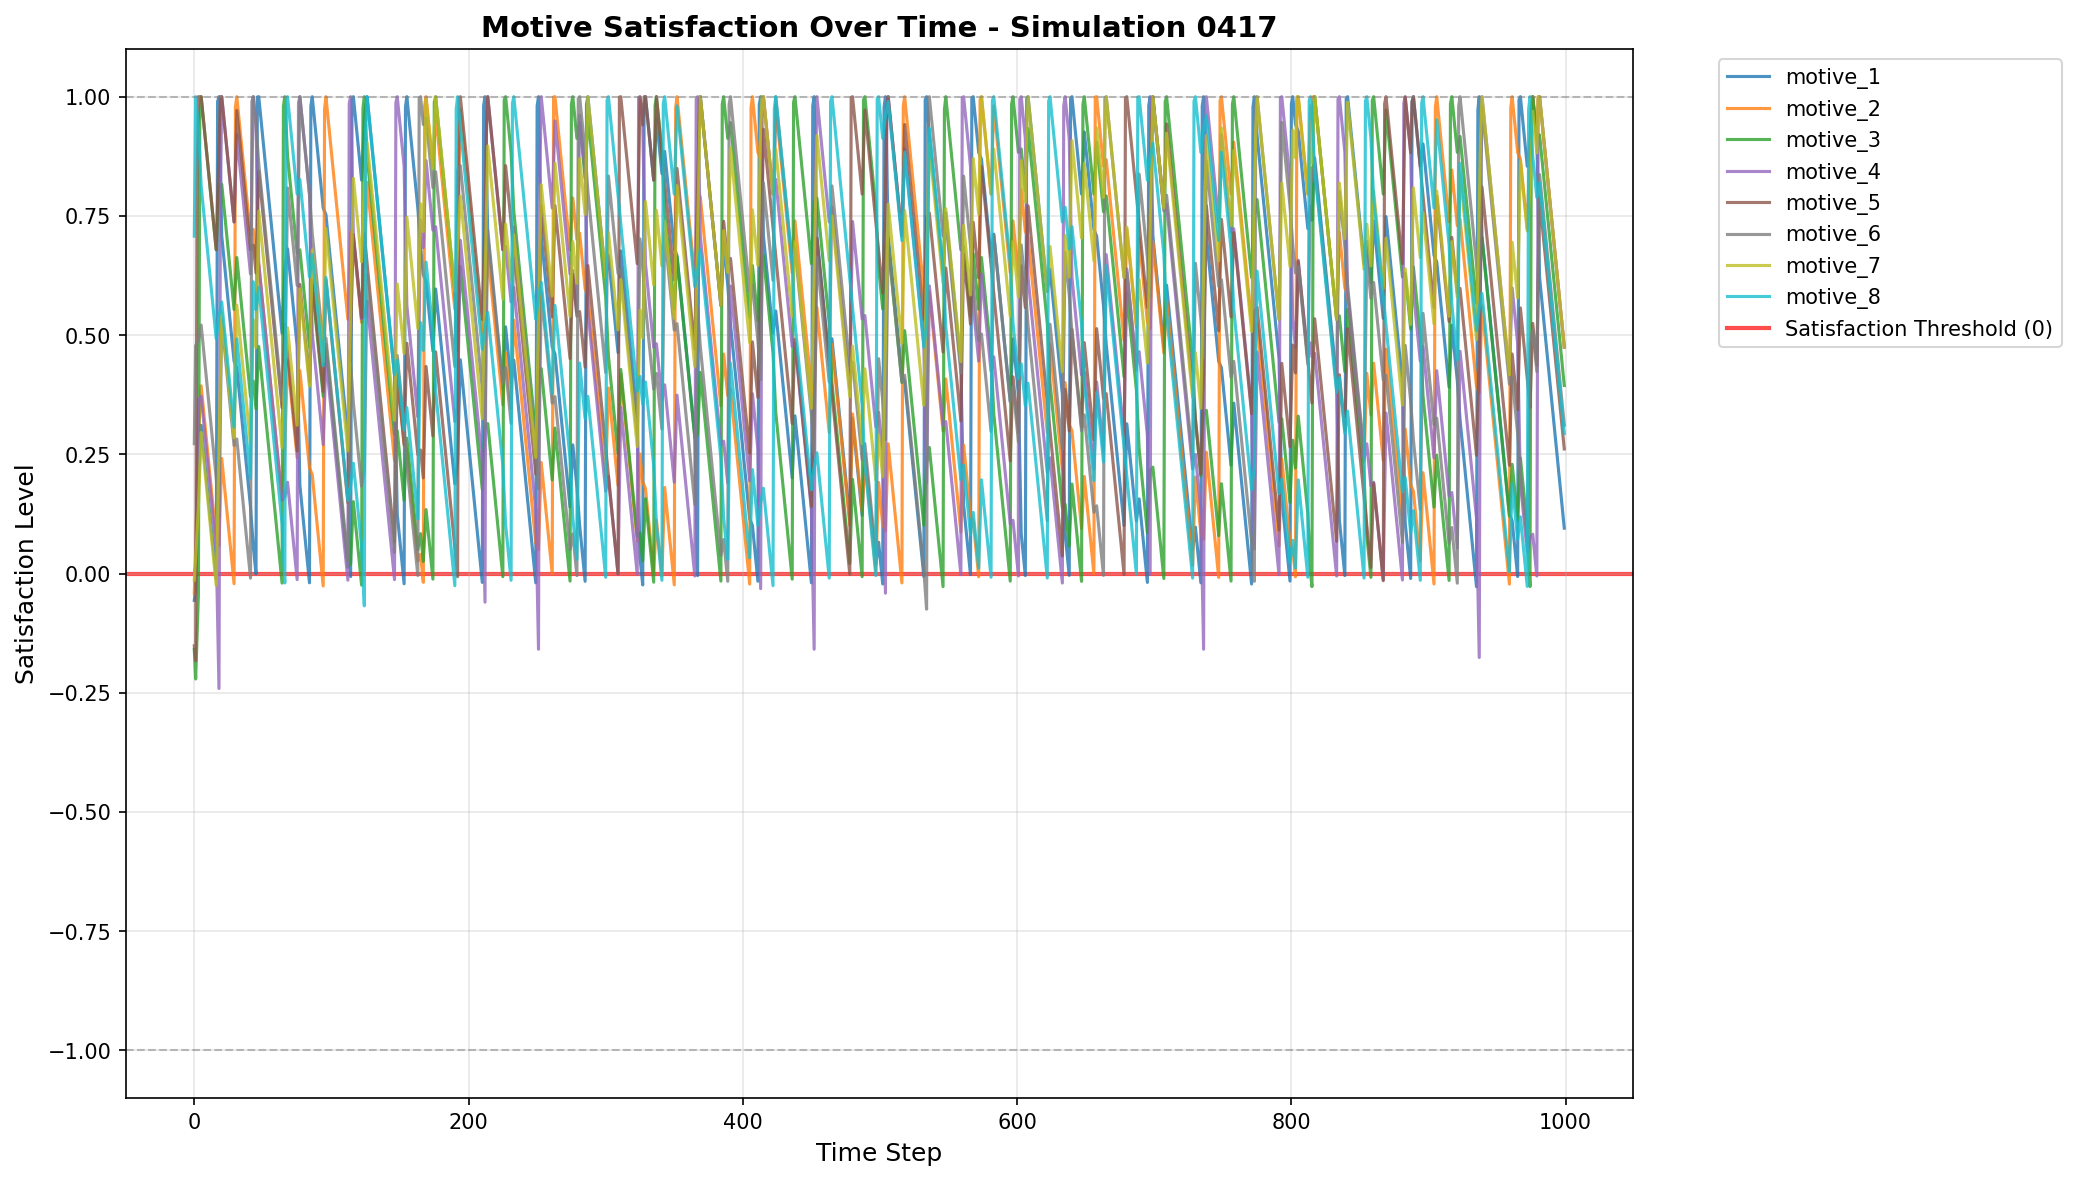 Motive Satisfaction Over Time - Simulation 0417
Satisfaction Level
1.00
0.75
0.50
0.25
0.00
−0.25
−0.50
−0.75
−1.00
0
200
400
600
800
1000
Time Step
motive_1
motive_2
motive_3
motive_4
motive_5
motive_6
motive_7
motive_8
Satisfaction Threshold (0)